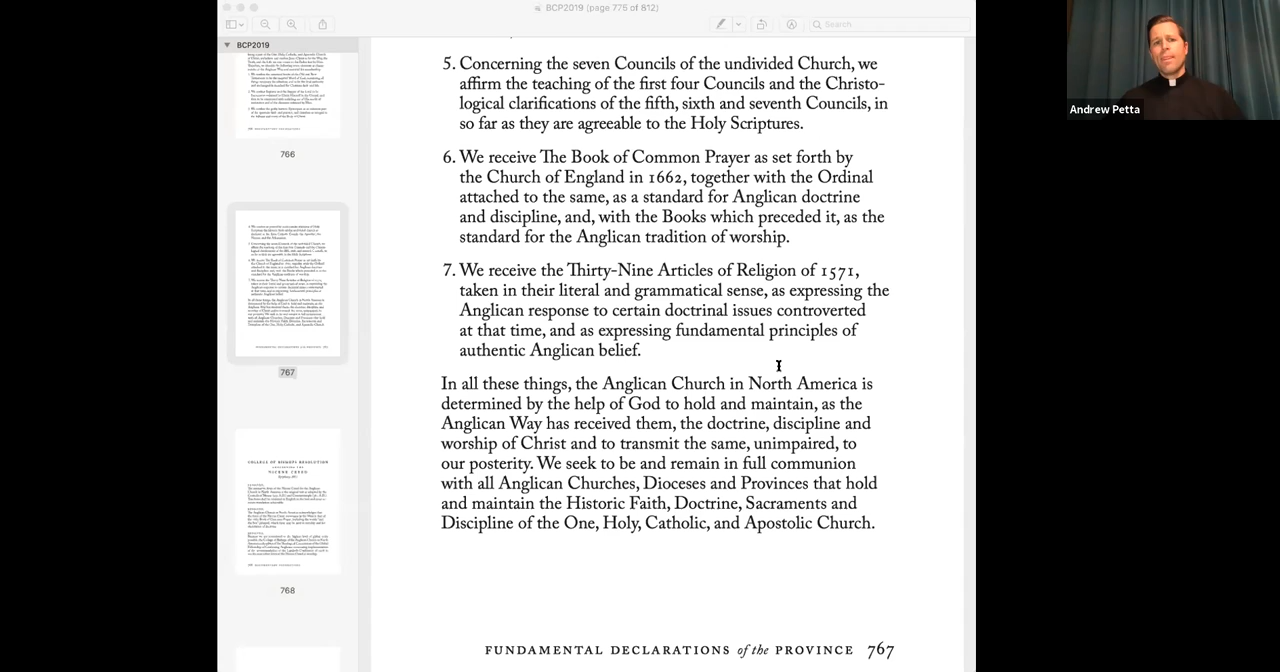 BCP2019 (page 775 of 812)
Search
BCP2019
766
767
768
5. Concerning the seven Councils of the undivided Church, we
affirm the teaching of the first four Councils and the Christo-
logical clarifications of the fifth, sixth and seventh Councils, in
so far as they are agreeable to the Holy Scriptures.
6. We receive The Book of Common Prayer as set forth by
the Church of England in 1662, together with the Ordinal
attached to the same, as a standard for Anglican doctrine
and discipline, and, with the Books which preceded it, as the
standard for the Anglican tradition of worship.
7. We receive the Thirty-Nine Articles of Religion of 1571,
taken in their literal and grammatical sense, as expressing the
Anglican response to certain doctrinal issues controverted
at that time, and as expressing fundamental principles of
authentic Anglican belief.
In all these things, the Anglican Church in North America is
determined by the help of God to hold and maintain, as the
Anglican Way has received them, the doctrine, discipline and
worship of Christ and to transmit the same, unimpaired, to
our posterity. We seek to be and remain in full communion
with all Anglican Churches, Dioceses and Provinces that hold
and maintain the Historic Faith, Doctrine, Sacraments and
Discipline of the One, Holy, Catholic, and Apostolic Church.
FUNDAMENTAL DECLARATIONS of the PROVINCE 767
Andrew Petta